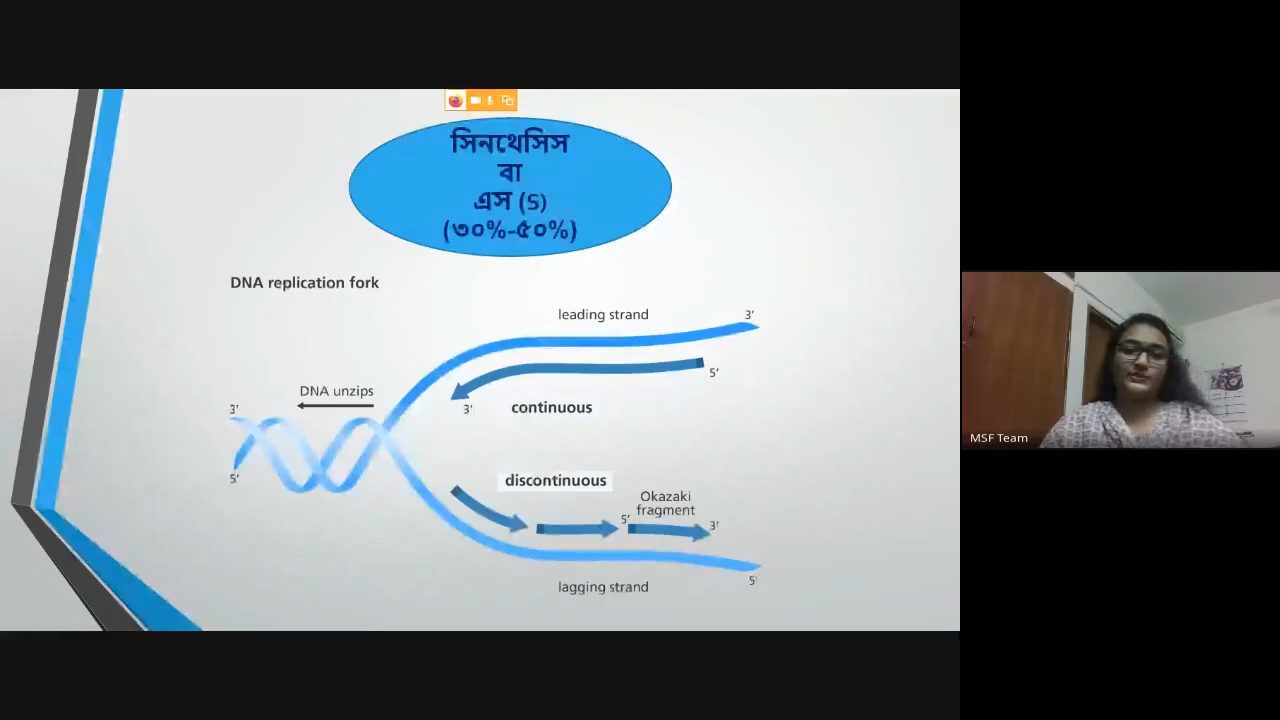 সিনথেসিস
বা
এস (S)
(৩০%-৫০%)
DNA replication fork
leading strand
3'
5'
DNA unzips
3'
3'
continuous
5'
discontinuous
Okazaki
fragment
5'
3'
lagging strand
5'
MSF Team